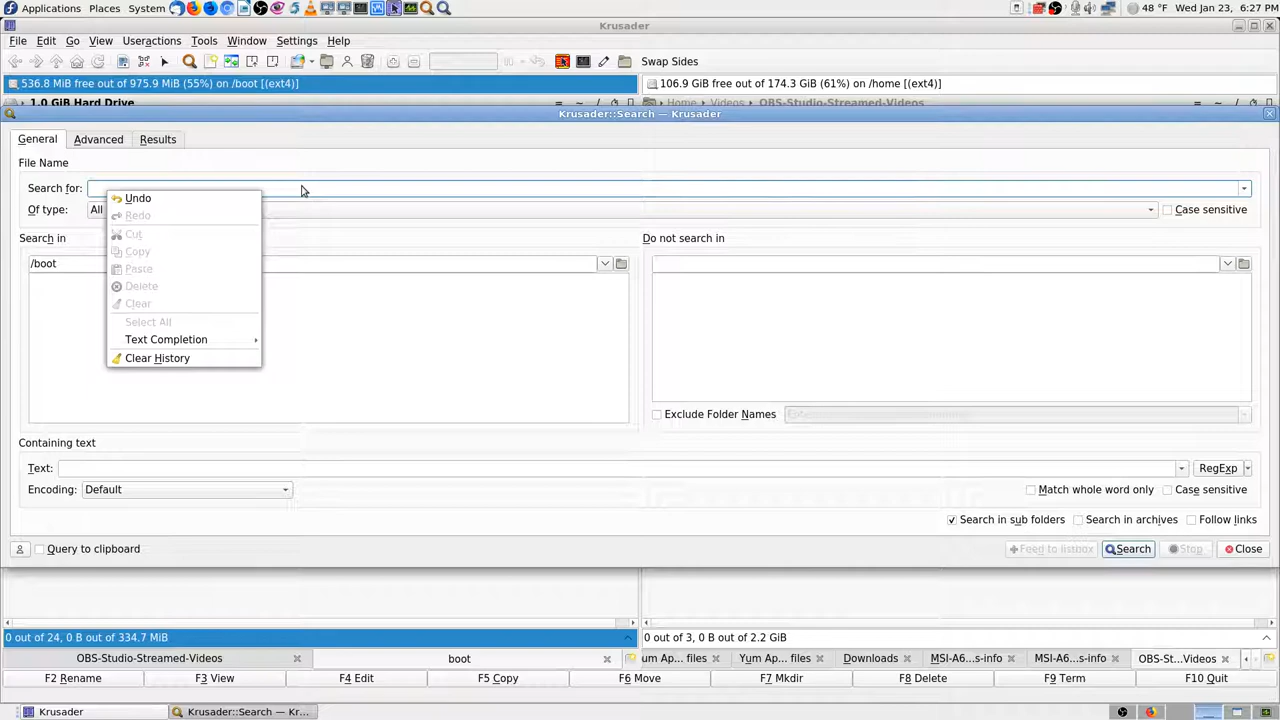 Applications Places System 48 °F Wed Jan 23, 6:27 PM
Krusader
File Edit Go View Useractions Tools Window Settings Help
Swap Sides
536.8 MiB free out of 975.9 MiB (55%) on /boot [(ext4)]
106.9 GiB free out of 174.3 GiB (61%) on /home [(ext4)]
1.0 GiB Hard Drive
Home Videos OBS-Studio-Streamed-Videos
Krusader::Search — Krusader
General Advanced Results
File Name
Search for:
Of type: All
Case sensitive
Undo
Redo
Cut
Copy
Paste
Delete
Clear
Select All
Text Completion
Clear History
Search in
/boot
Do not search in
Exclude Folder Names
Containing text
Text:
RegExp
Encoding: Default
Match whole word only Case sensitive
Search in sub folders Search in archives Follow links
Query to clipboard
Feed to listbox Search Stop Close
0 out of 24, 0 B out of 334.7 MiB
0 out of 3, 0 B out of 2.2 GiB
OBS-Studio-Streamed-Videos boot
um Ap... files Yum Ap... files Downloads MSI-A6...s-info MSI-A6...s-info OBS-St...Videos
F2 Rename F3 View F4 Edit F5 Copy F6 Move F7 Mkdir F8 Delete F9 Term F10 Quit
Krusader Krusader::Search — Kr...